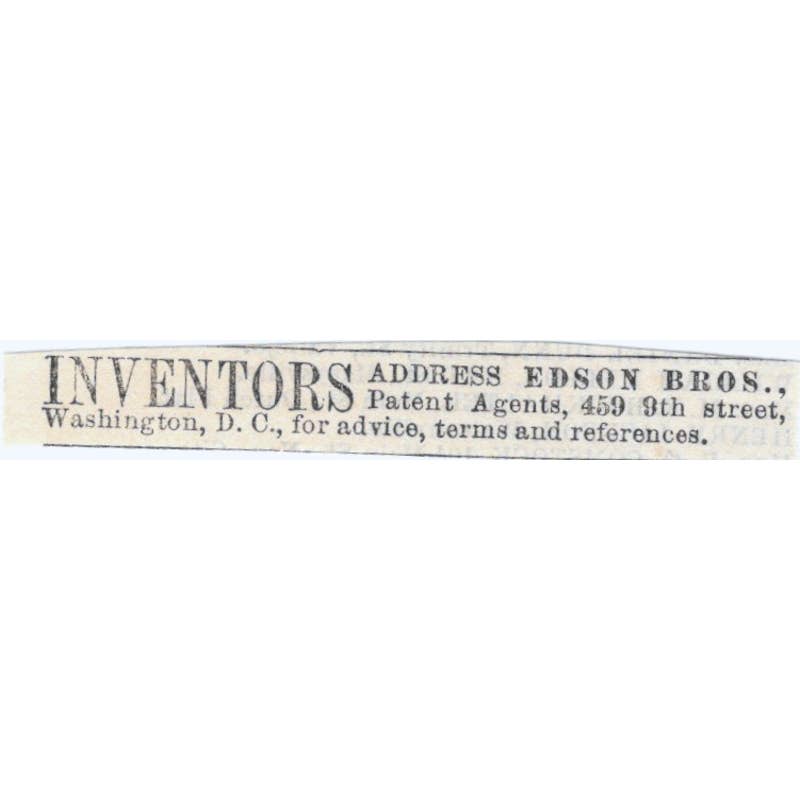 INVENTORS ADDRESS EDSON BROS.,
Patent Agents, 459 9th street,
Washington, D. C., for advice, terms and references.